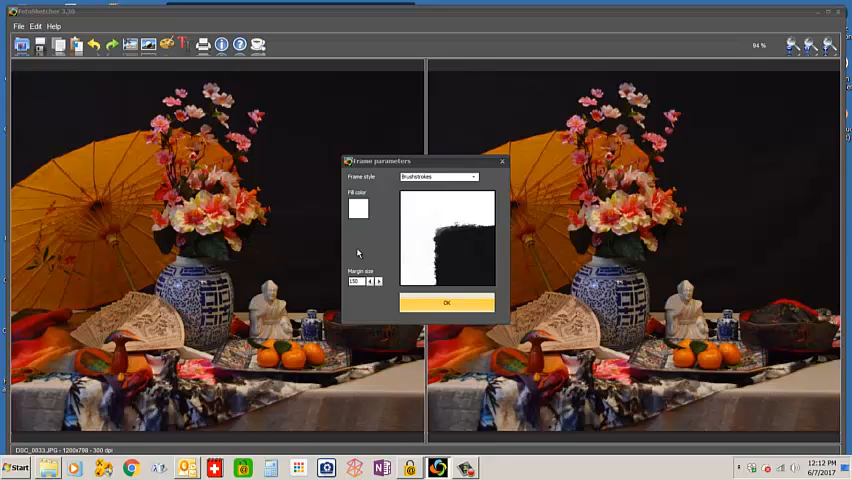 FotoSketcher 3.30
File Edit Help
94 %
Frame parameters
Frame style
Brushstrokes
Fill color
Margin size
150
OK
DSC_0033.JPG - 1200x798 - 300 dpi
Start
12:12 PM
6/7/2017